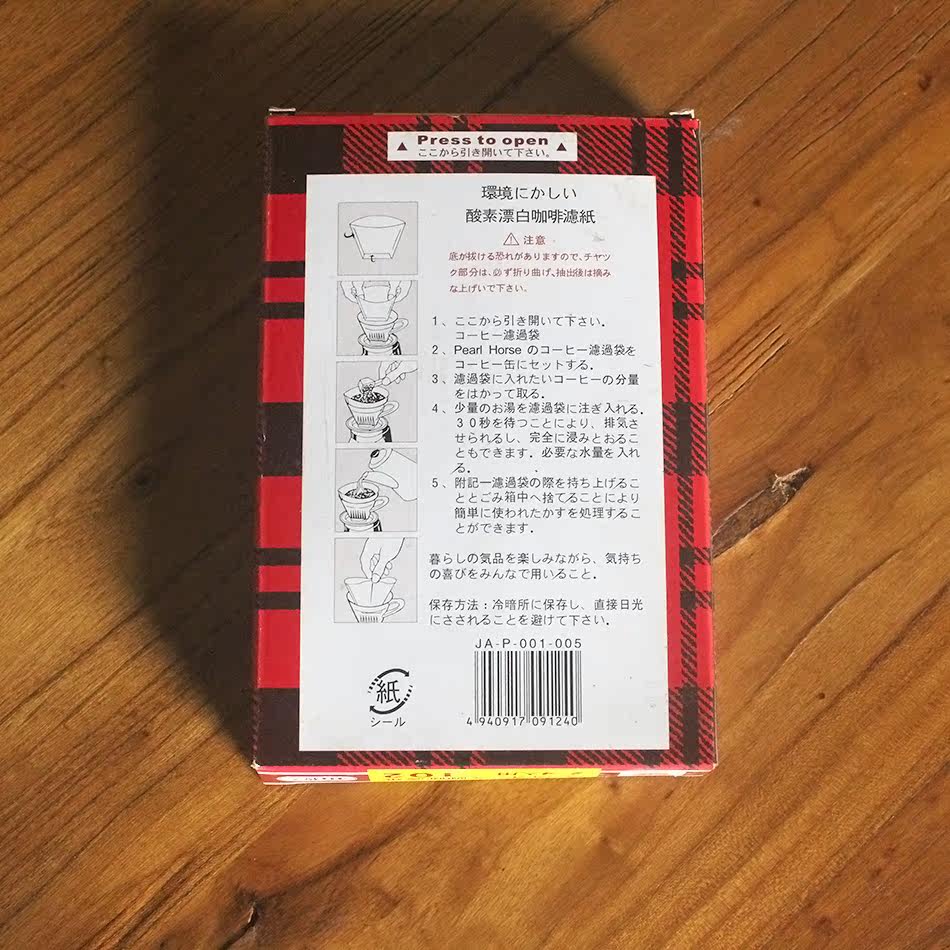 Press to open
ここから引き開いて下さい。
環境にかしい
酸素漂白咖啡濾紙
注意
底が抜ける恐れがありますので、チヤツ
ク部分は、必ず折り曲げ、抽出後は摘み
な上げいで下さい。
1、ここから引き開いて下さい.
コーヒー濾過袋
2、Pearl Horse のコーヒー濾過袋を
コーヒー缶にセットする.
3、濾過袋に入れたいコーヒーの分量
をはかって取る.
4、少量のお湯を濾過袋に注ぎ入れる.
30秒を待つことにより、排気さ
せられるし、完全に浸みとおるこ
ともできます. 必要な水量を入れ
る.
5、附記一濾過袋の際を持ち上げるこ
ととごみ箱中へ捨てることにより
簡単に使われたかすを処理するこ
とができます.
暮らしの気品を楽しみながら、気持ち
の喜びをみんなで用いること.
保存方法：冷暗所に保存し、直接日光
にさされることを避けて下さい.
JA-P-001-005
4 940917 091240
紙
シール